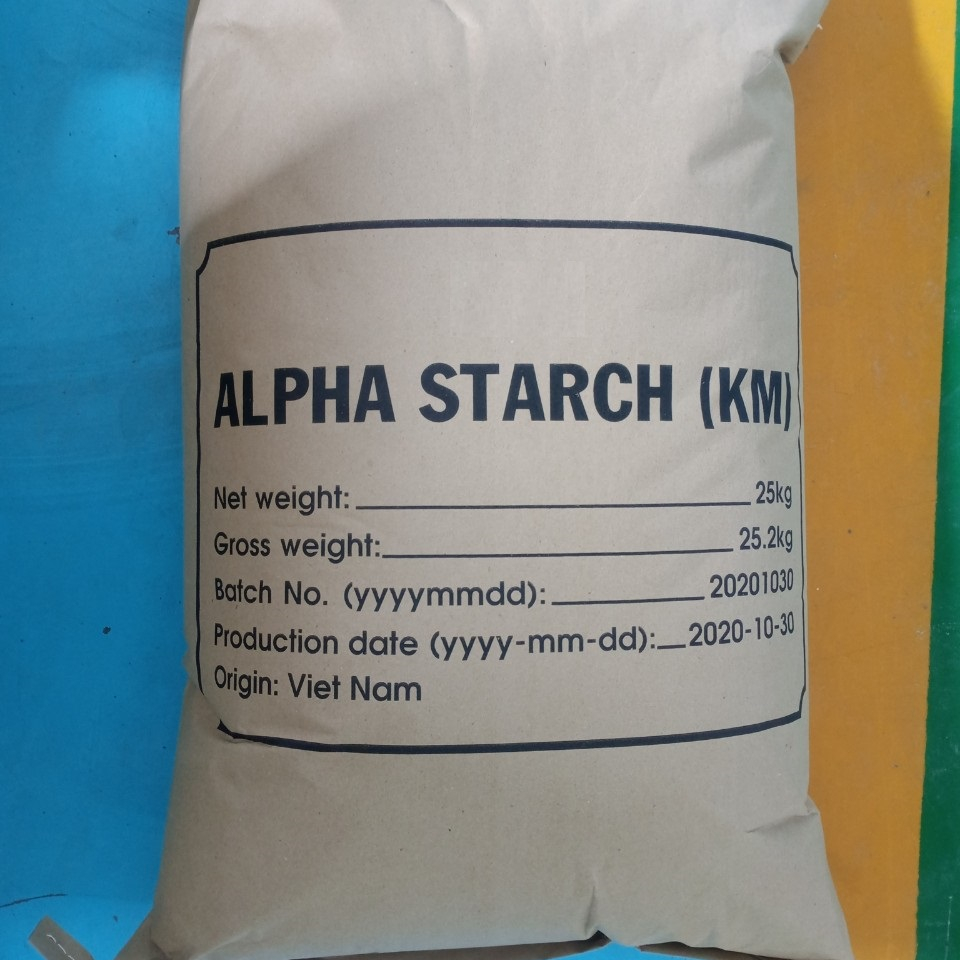 ALPHA STARCH (KM)
Net weight: 25kg
Gross weight: 25.2kg
Batch No. (yyyymmdd): 20201030
Production date (yyyy-mm-dd): 2020-10-30
Origin: Viet Nam